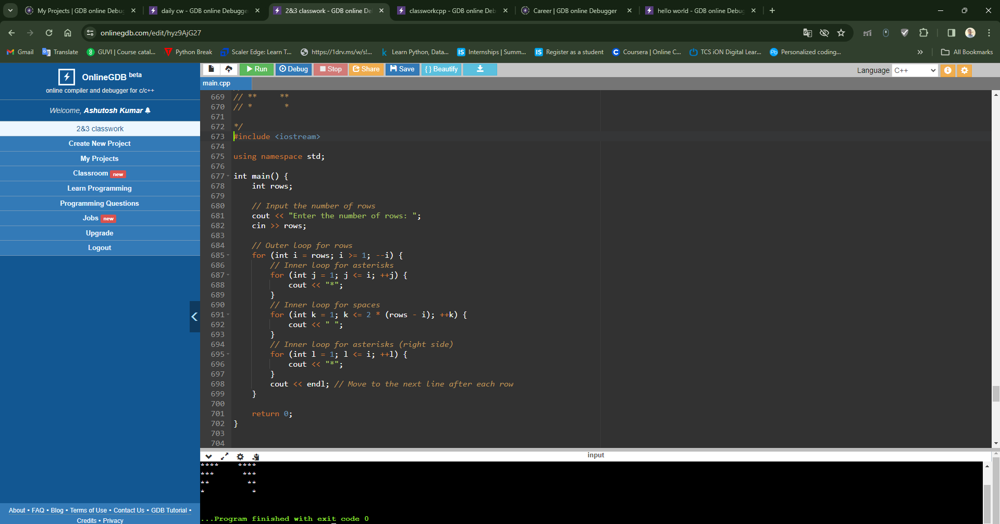 My Projects | GDB online Debug
daily cw - GDB online Debugge
2&3 classwork - GDB online De
classworkcpp - GDB online Deb
Career | GDB online Debugger
hello world - GDB online Debug
onlinegdb.com/edit/hyz9AjG27
Gmail
Translate
GUVI | Course catal...
Python Break
Scaler Edge: Learn T...
https://1drv.ms/w/s!...
Learn Python, Data...
Internships | Summ...
Register as a student
Coursera | Online C...
TCS iON Digital Lear...
Personalized coding...
»
All Bookmarks
OnlineGDB beta
online compiler and debugger for c/c++
Welcome, Ashutosh Kumar
2&3 classwork
Create New Project
My Projects
Classroom new
Learn Programming
Programming Questions
Jobs new
Upgrade
Logout
About • FAQ • Blog • Terms of Use • Contact Us • GDB Tutorial •
Credits • Privacy
Run
Debug
Stop
Share
Save
{ } Beautify
Language C++
main.cpp
669 // **     **
670 // *       *
671
672 */
673 #include <iostream>
674
675 using namespace std;
676
677 int main() {
678     int rows;
679
680     // Input the number of rows
681     cout << "Enter the number of rows: ";
682     cin >> rows;
683
684     // Outer loop for rows
685     for (int i = rows; i >= 1; --i) {
686         // Inner loop for asterisks
687         for (int j = 1; j <= i; ++j) {
688             cout << "*";
689         }
690         // Inner loop for spaces
691         for (int k = 1; k <= 2 * (rows - i); ++k) {
692             cout << " ";
693         }
694         // Inner loop for asterisks (right side)
695         for (int l = 1; l <= i; ++l) {
696             cout << "*";
697         }
698         cout << endl; // Move to the next line after each row
699     }
700
701     return 0;
702 }
703
704
input
****    ****
***      ***
**        **
*          *
...Program finished with exit code 0